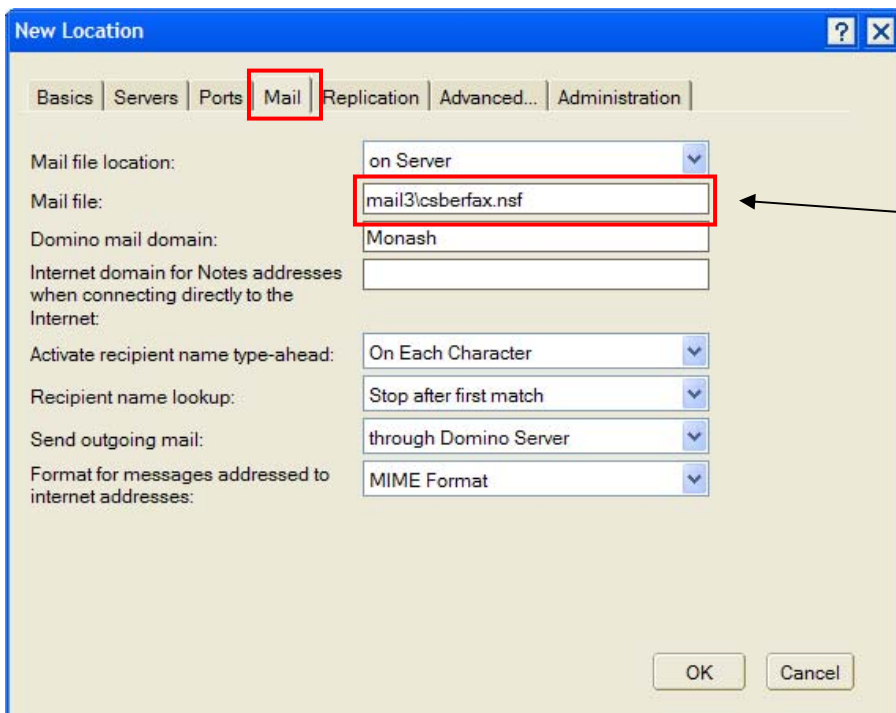 New Location
Basics Servers Ports Mail Replication Advanced... Administration
Mail file location: on Server
Mail file: mail3\csberfax.nsf
Domino mail domain: Monash
Internet domain for Notes addresses
when connecting directly to the
Internet:
Activate recipient name type-ahead: On Each Character
Recipient name lookup: Stop after first match
Send outgoing mail: through Domino Server
Format for messages addressed to
internet addresses: MIME Format
OK Cancel